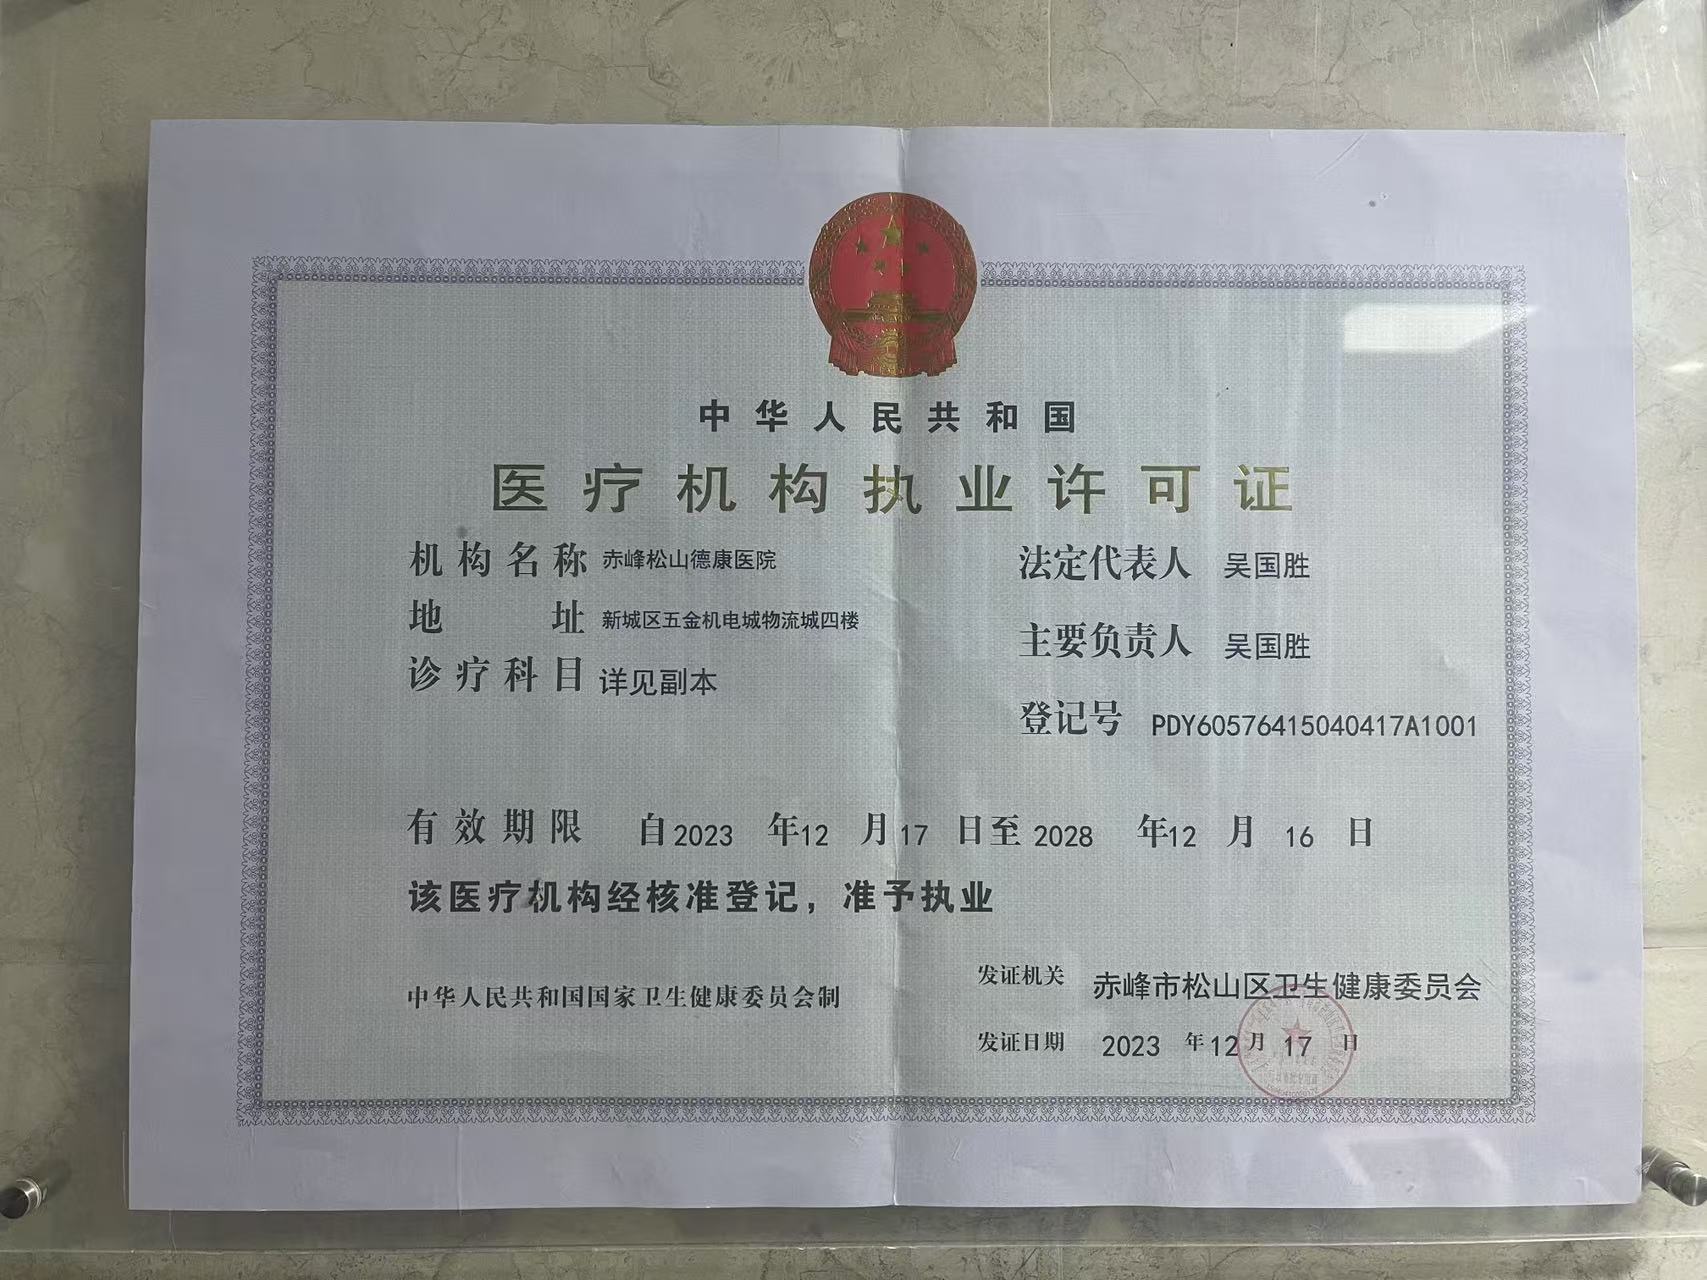 中华人民共和国
医疗机构执业许可证
机构名称 赤峰松山德康医院
地址 新城区五金机电城物流城四楼
诊疗科目 详见副本
法定代表人 吴国胜
主要负责人 吴国胜
登记号 PDY60576415040417A1001
有效期限 自2023年12月17日至2028年12月16日
该医疗机构经核准登记，准予执业
中华人民共和国国家卫生健康委员会制
发证机关 赤峰市松山区卫生健康委员会
发证日期 2023年12月17日